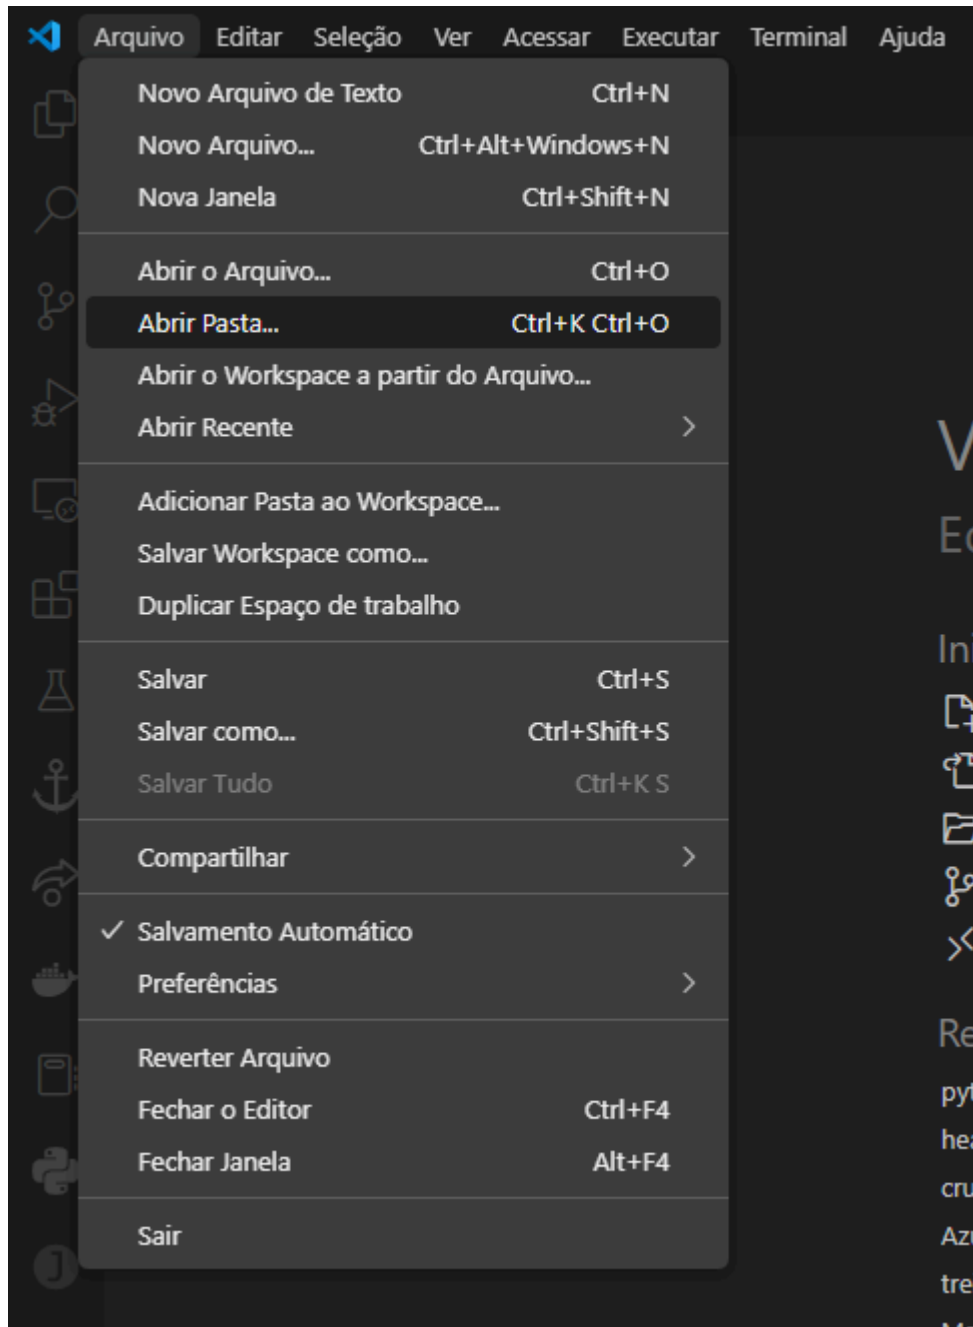 Arquivo Editar Seleção Ver Acessar Executar Terminal Ajuda
Novo Arquivo de Texto Ctrl+N
Novo Arquivo... Ctrl+Alt+Windows+N
Nova Janela Ctrl+Shift+N
Abrir o Arquivo... Ctrl+O
Abrir Pasta... Ctrl+K Ctrl+O
Abrir o Workspace a partir do Arquivo...
Abrir Recente
Adicionar Pasta ao Workspace...
Salvar Workspace como...
Duplicar Espaço de trabalho
Salvar Ctrl+S
Salvar como... Ctrl+Shift+S
Salvar Tudo Ctrl+K S
Compartilhar
Salvamento Automático
Preferências
Reverter Arquivo
Fechar o Editor Ctrl+F4
Fechar Janela Alt+F4
Sair
J